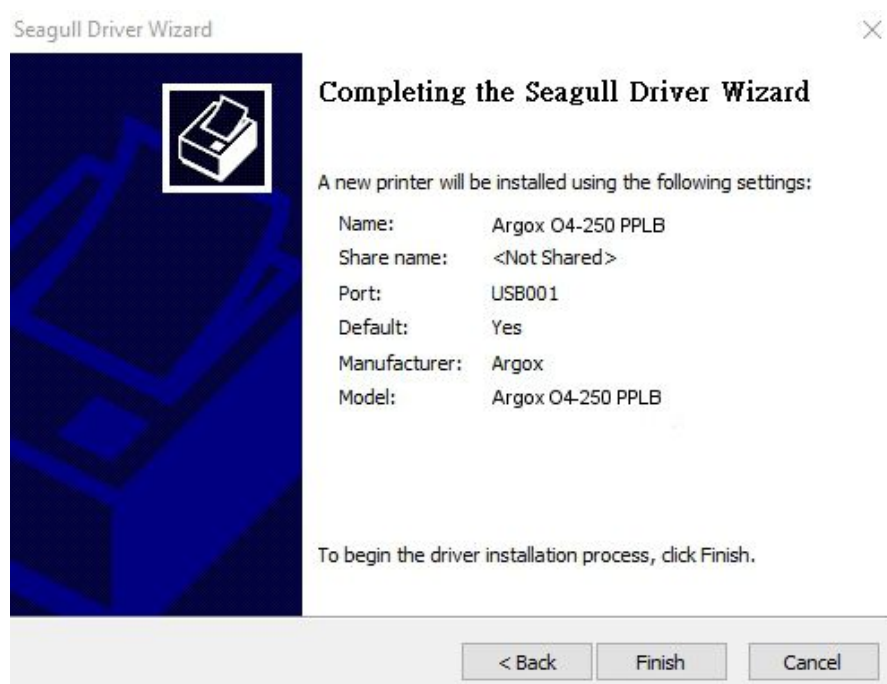 Seagull Driver Wizard
Completing the Seagull Driver Wizard
A new printer will be installed using the following settings:
Name: Argox O4-250 PPLB
Share name: <Not Shared>
Port: USB001
Default: Yes
Manufacturer: Argox
Model: Argox O4-250 PPLB
To begin the driver installation process, click Finish.
< Back Finish Cancel